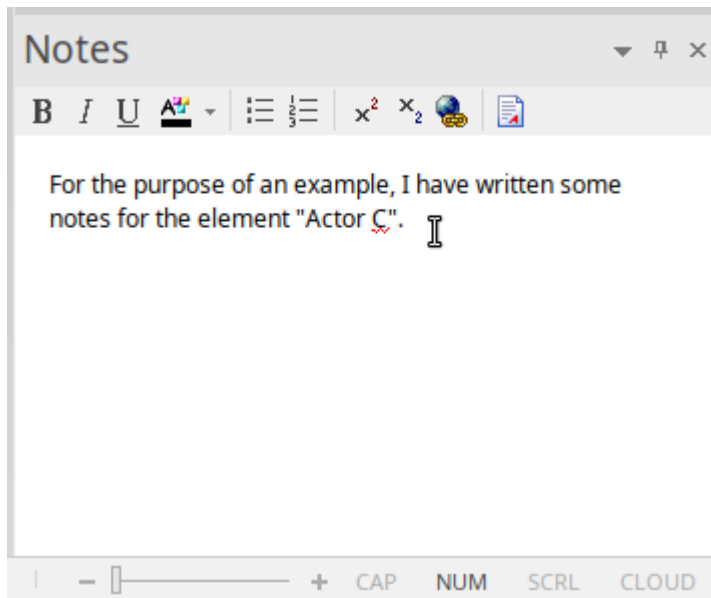 Notes
B I U A
x² x₂
For the purpose of an example, I have written some
notes for the element "Actor C".
CAP NUM SCRL CLOUD